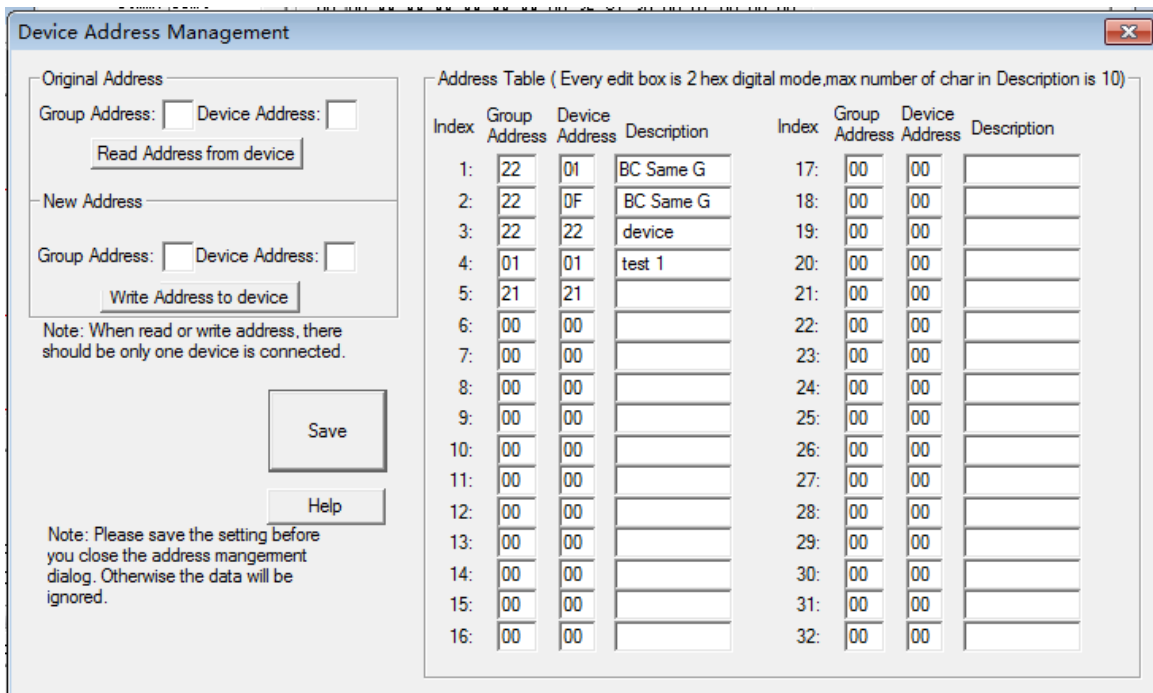 Device Address Management
Original Address
Group Address: Device Address:
Read Address from device
New Address
Group Address: Device Address:
Write Address to device
Note: When read or write address, there
should be only one device is connected.
Save
Help
Note: Please save the setting before
you close the address mangement
dialog. Otherwise the data will be
ignored.
Address Table ( Every edit box is 2 hex digital mode,max number of char in Description is 10)
Index Group Address Device Address Description
1: 22 01 BC Same G
2: 22 0F BC Same G
3: 22 22 device
4: 01 01 test 1
5: 21 21
6: 00 00
7: 00 00
8: 00 00
9: 00 00
10: 00 00
11: 00 00
12: 00 00
13: 00 00
14: 00 00
15: 00 00
16: 00 00
Index Group Address Device Address Description
17: 00 00
18: 00 00
19: 00 00
20: 00 00
21: 00 00
22: 00 00
23: 00 00
24: 00 00
25: 00 00
26: 00 00
27: 00 00
28: 00 00
29: 00 00
30: 00 00
31: 00 00
32: 00 00